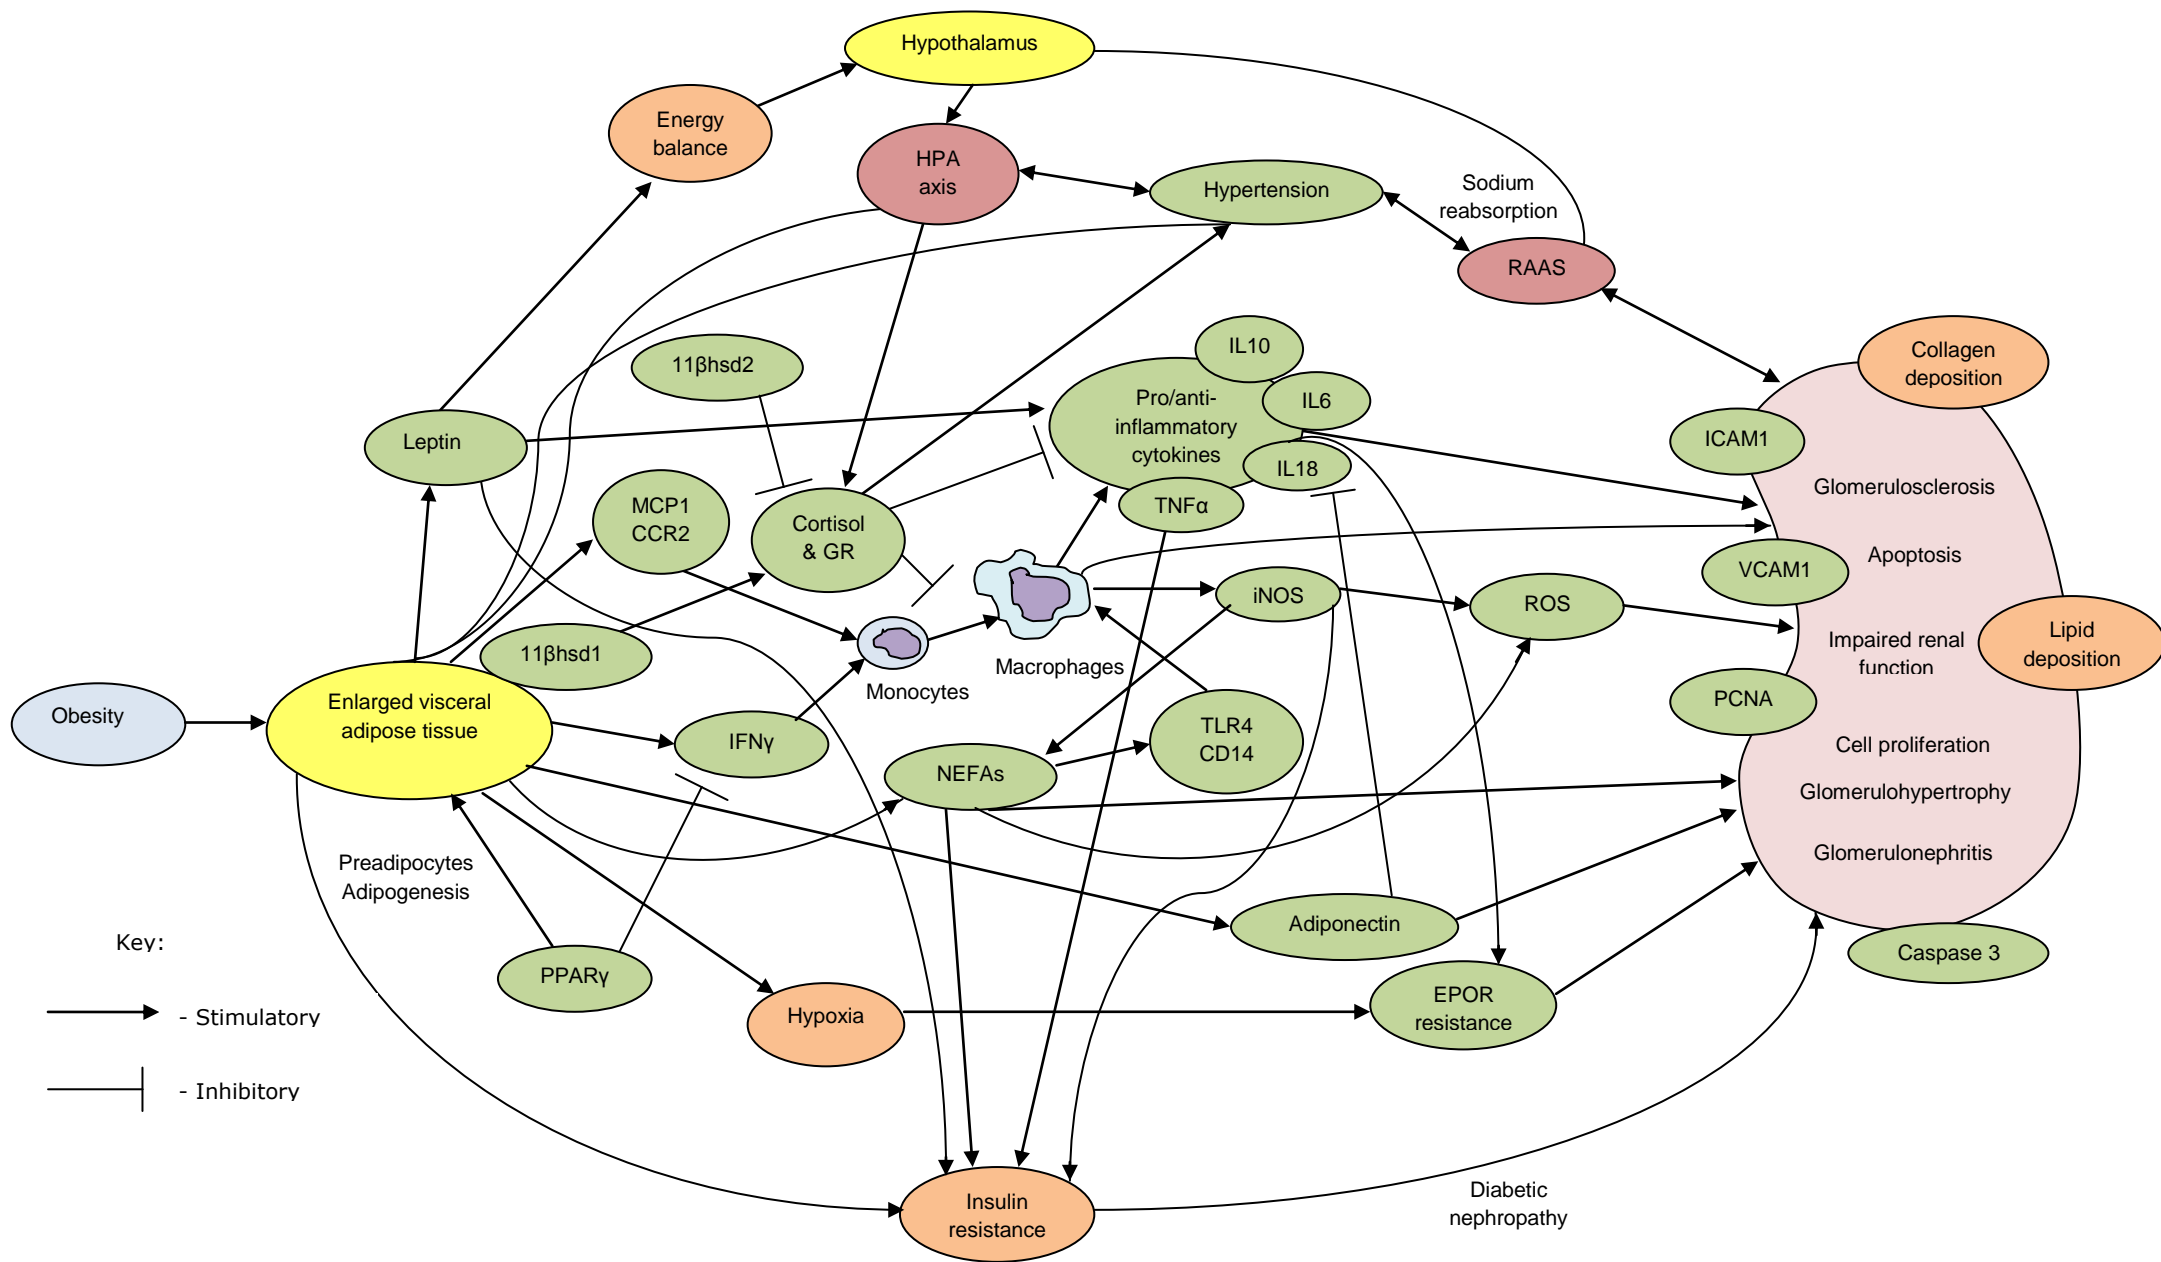 Hypothalamus
Energy
balance
HPA
axis
Hypertension
Sodium
reabsorption
RAAS
11βhsd2
IL10
Pro/anti-
inflammatory
cytokines
IL6
IL18
TNFα
Collagen
deposition
Leptin
ICAM1
MCP1
CCR2
Cortisol
& GR
Glomerulosclerosis
Apoptosis
VCAM1
iNOS
ROS
Impaired renal
function
Lipid
deposition
11βhsd1
Monocytes
Macrophages
Obesity
Enlarged visceral
adipose tissue
IFNγ
NEFAs
TLR4
CD14
PCNA
Cell proliferation
Glomerulohypertrophy
Glomerulonephritis
Preadipocytes
Adipogenesis
Adiponectin
Caspase 3
PPARγ
Hypoxia
EPOR
resistance
Key:
- Stimulatory
- Inhibitory
Insulin
resistance
Diabetic
nephropathy